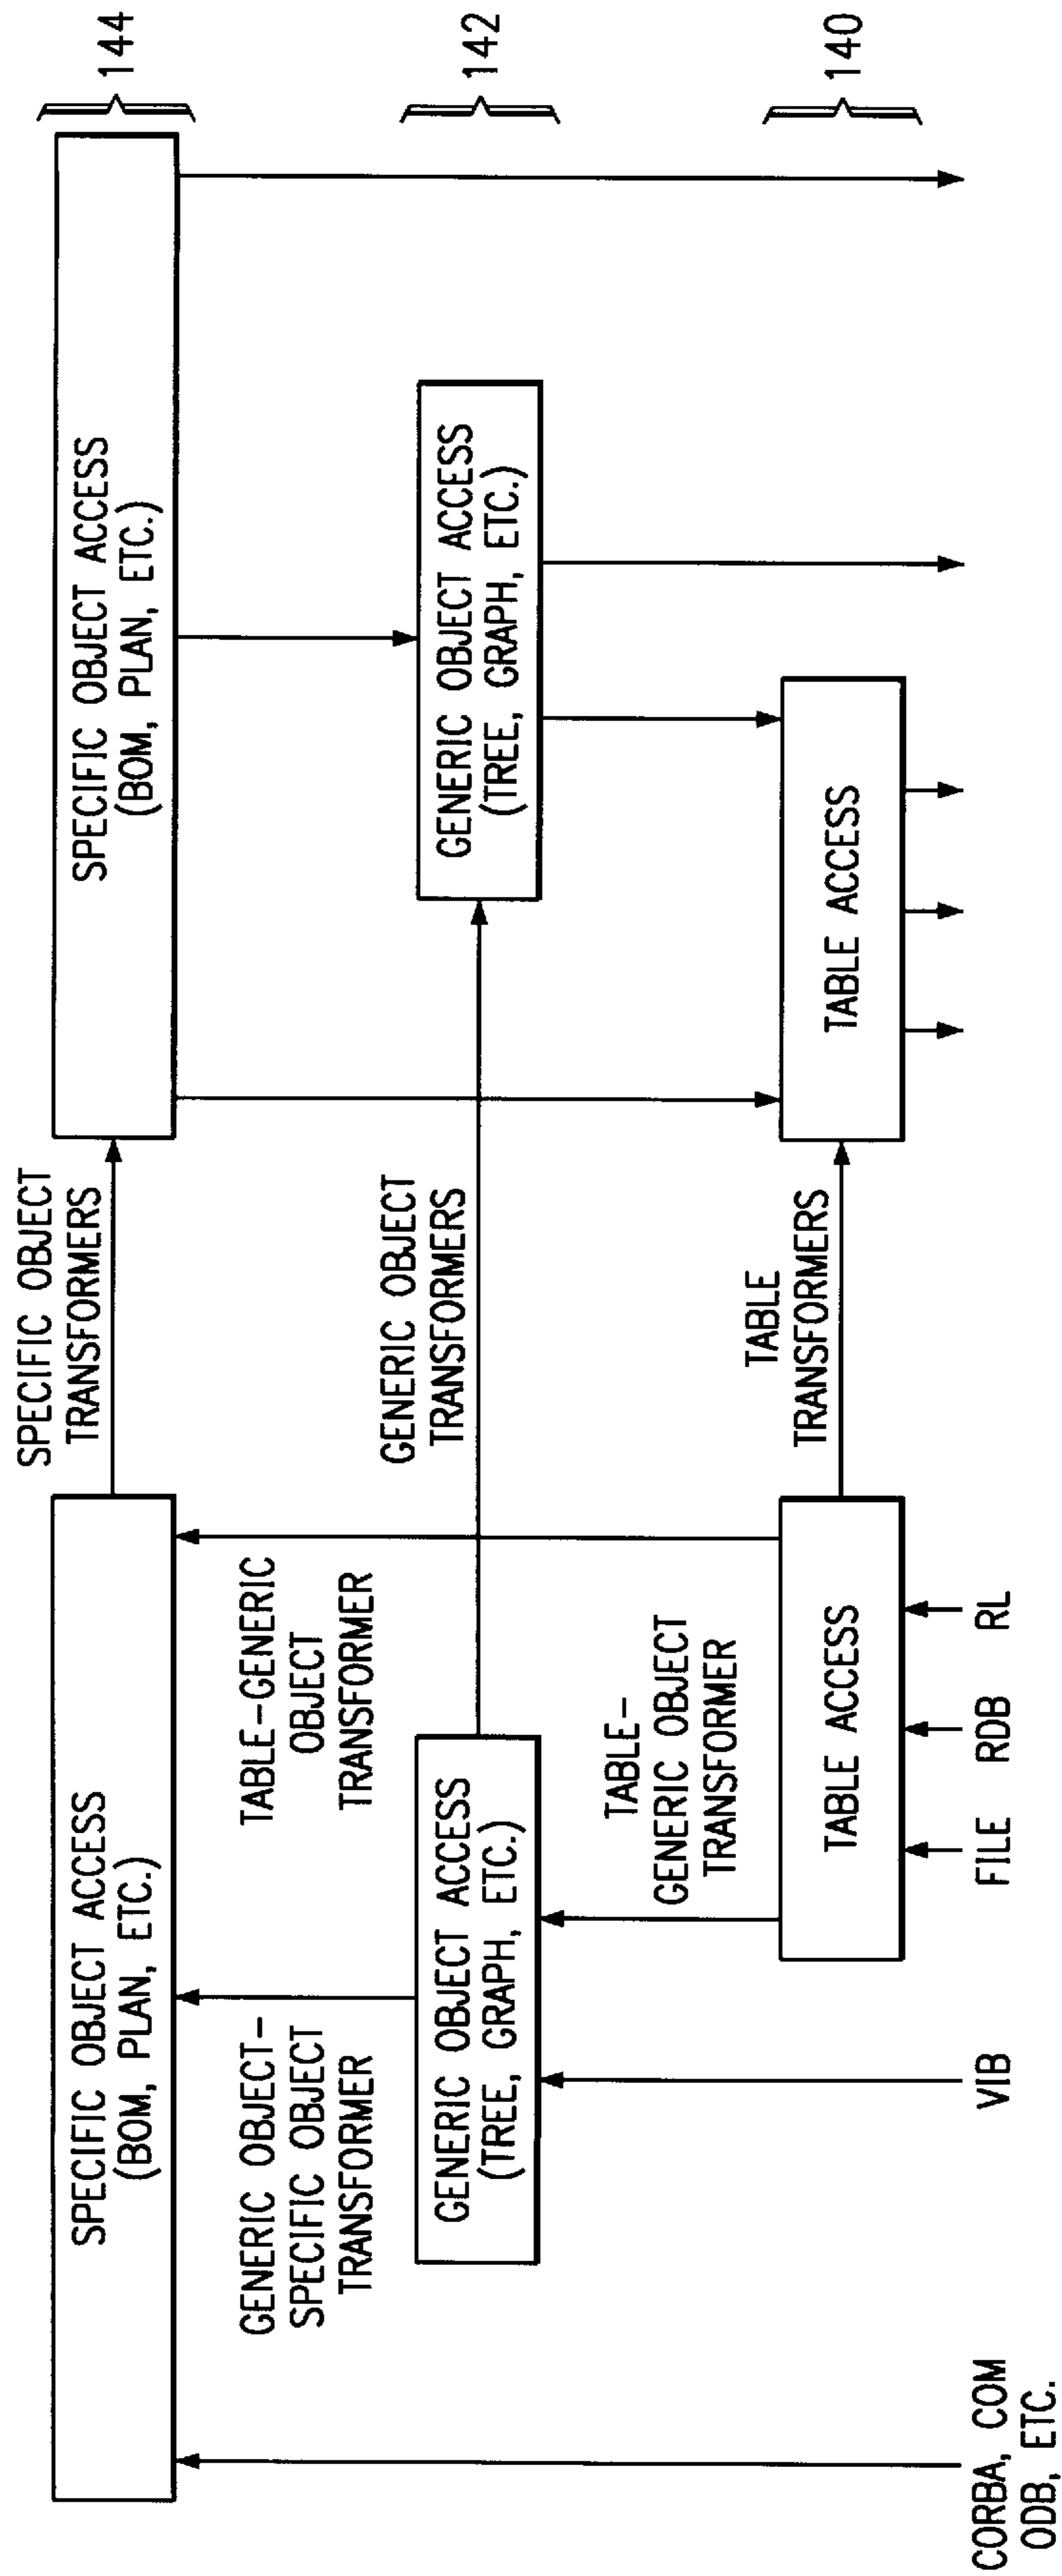 SPECIFIC OBJECT ACCESS
(BOM, PLAN, ETC.)
SPECIFIC OBJECT
TRANSFORMERS
SPECIFIC OBJECT ACCESS
(BOM, PLAN, ETC.)
144
GENERIC OBJECT-
SPECIFIC OBJECT
TRANSFORMER
TABLE-GENERIC
OBJECT
TRANSFORMER
GENERIC OBJECT ACCESS
(TREE, GRAPH, ETC.)
GENERIC OBJECT
TRANSFORMERS
GENERIC OBJECT ACCESS
(TREE, GRAPH, ETC.)
142
TABLE-
GENERIC OBJECT
TRANSFORMER
TABLE ACCESS
TABLE
TRANSFORMERS
TABLE ACCESS
140
CORBA, COM
ODB, ETC.
VIB
FILE
RDB
RL